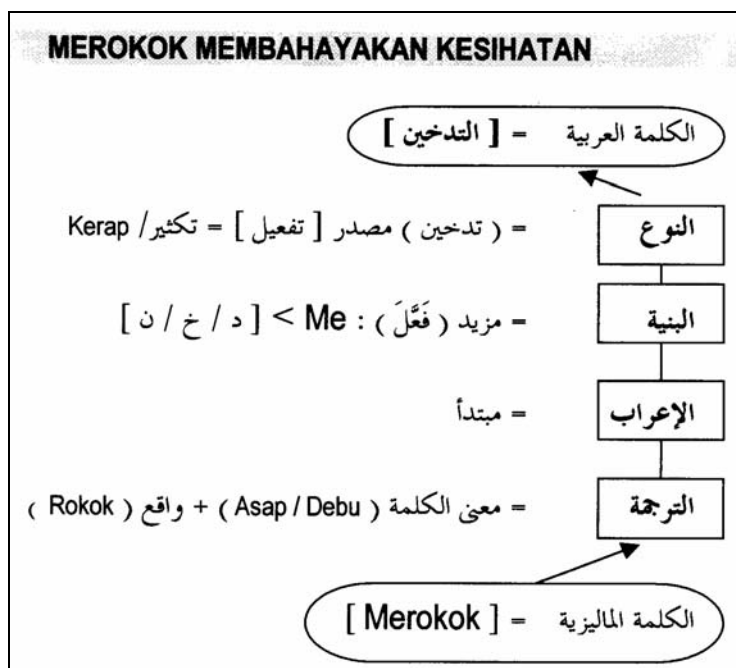 MEROKOK MEMBAHAYAKAN KESIHATAN
الكلمة العربية = [ التدخين ]
النوع = ( تدخين ) مصدر [ تفعيل ] = تكثير / Kerap
البنية = مزيد ( فَعَّلَ ) : Me < [ د / خ / ن ]
الإعراب = مبتدأ
الترجمة = معنى الكلمة ( Asap / Debu ) + واقع ( Rokok )
الكلمة الماليزية = [ Merokok ]